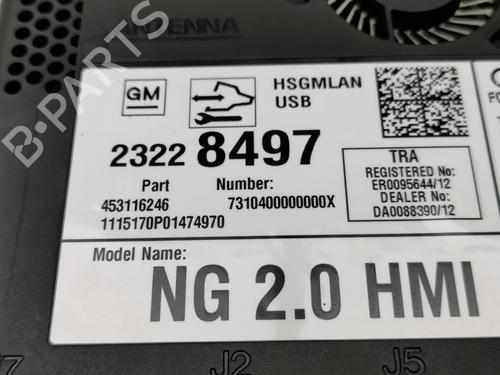 ANTENNA
GM
HSGMLAN
USB
2322 8497
Part Number:
453116246 7310400000000X
1115170P01474970
TRA
REGISTERED No:
ER0095644/12
DEALER No:
DA0088390/12
Model Name:
NG 2.0 HMI
J2
J5
B-PARTS